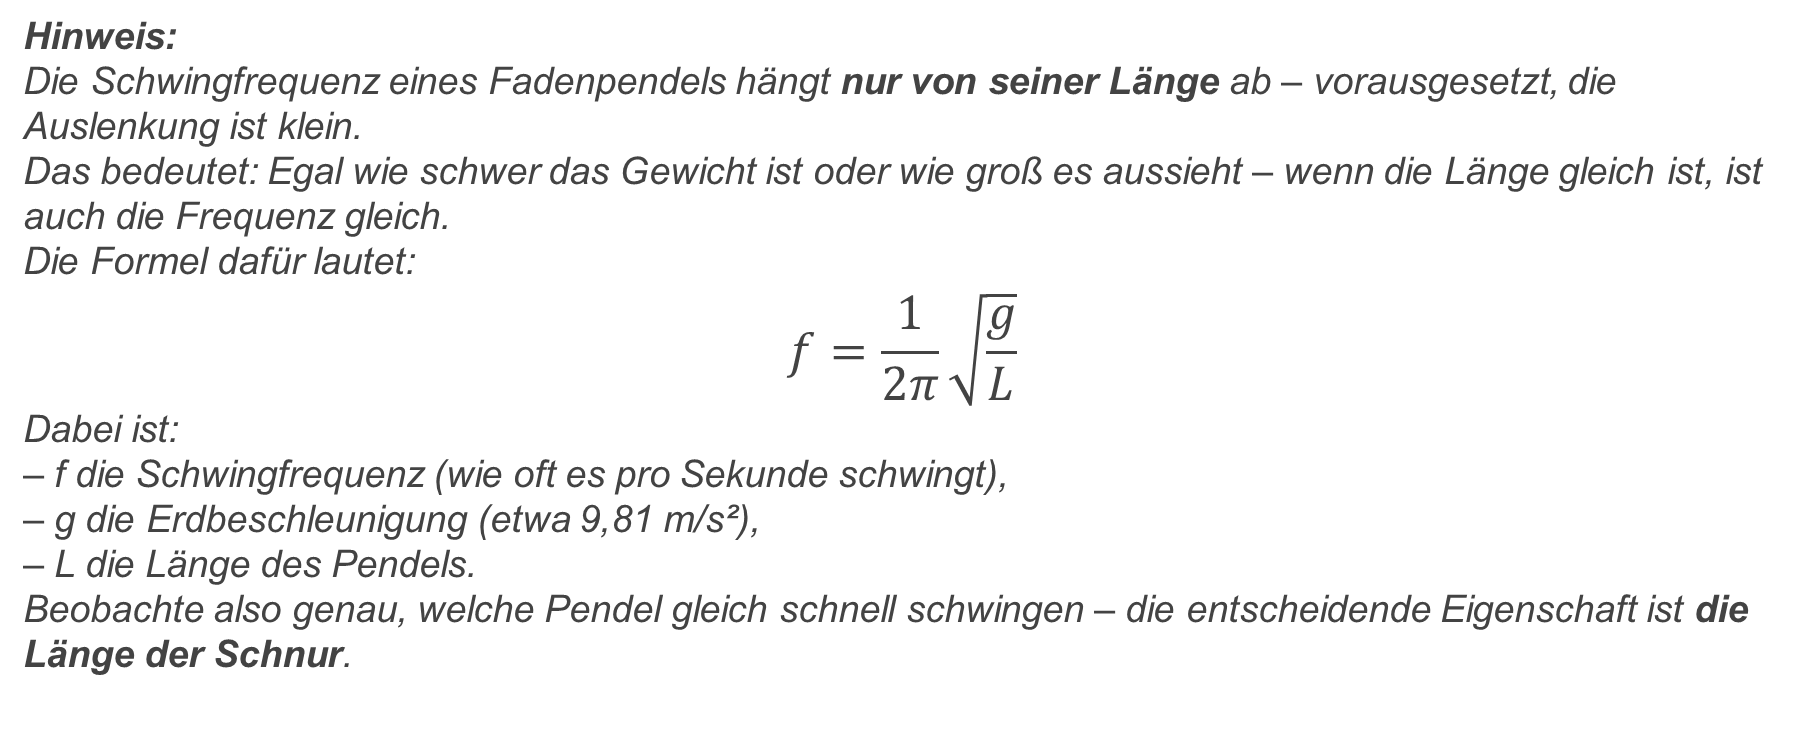 Hinweis:
Die Schwingfrequenz eines Fadenpendels hängt nur von seiner Länge ab – vorausgesetzt, die
Auslenkung ist klein.
Das bedeutet: Egal wie schwer das Gewicht ist oder wie groß es aussieht – wenn die Länge gleich ist, ist
auch die Frequenz gleich.
Die Formel dafür lautet:
f = 1/2π √g/L
Dabei ist:
– f die Schwingfrequenz (wie oft es pro Sekunde schwingt),
– g die Erdbeschleunigung (etwa 9,81 m/s²),
– L die Länge des Pendels.
Beobachte also genau, welche Pendel gleich schnell schwingen – die entscheidende Eigenschaft ist die
Länge der Schnur.